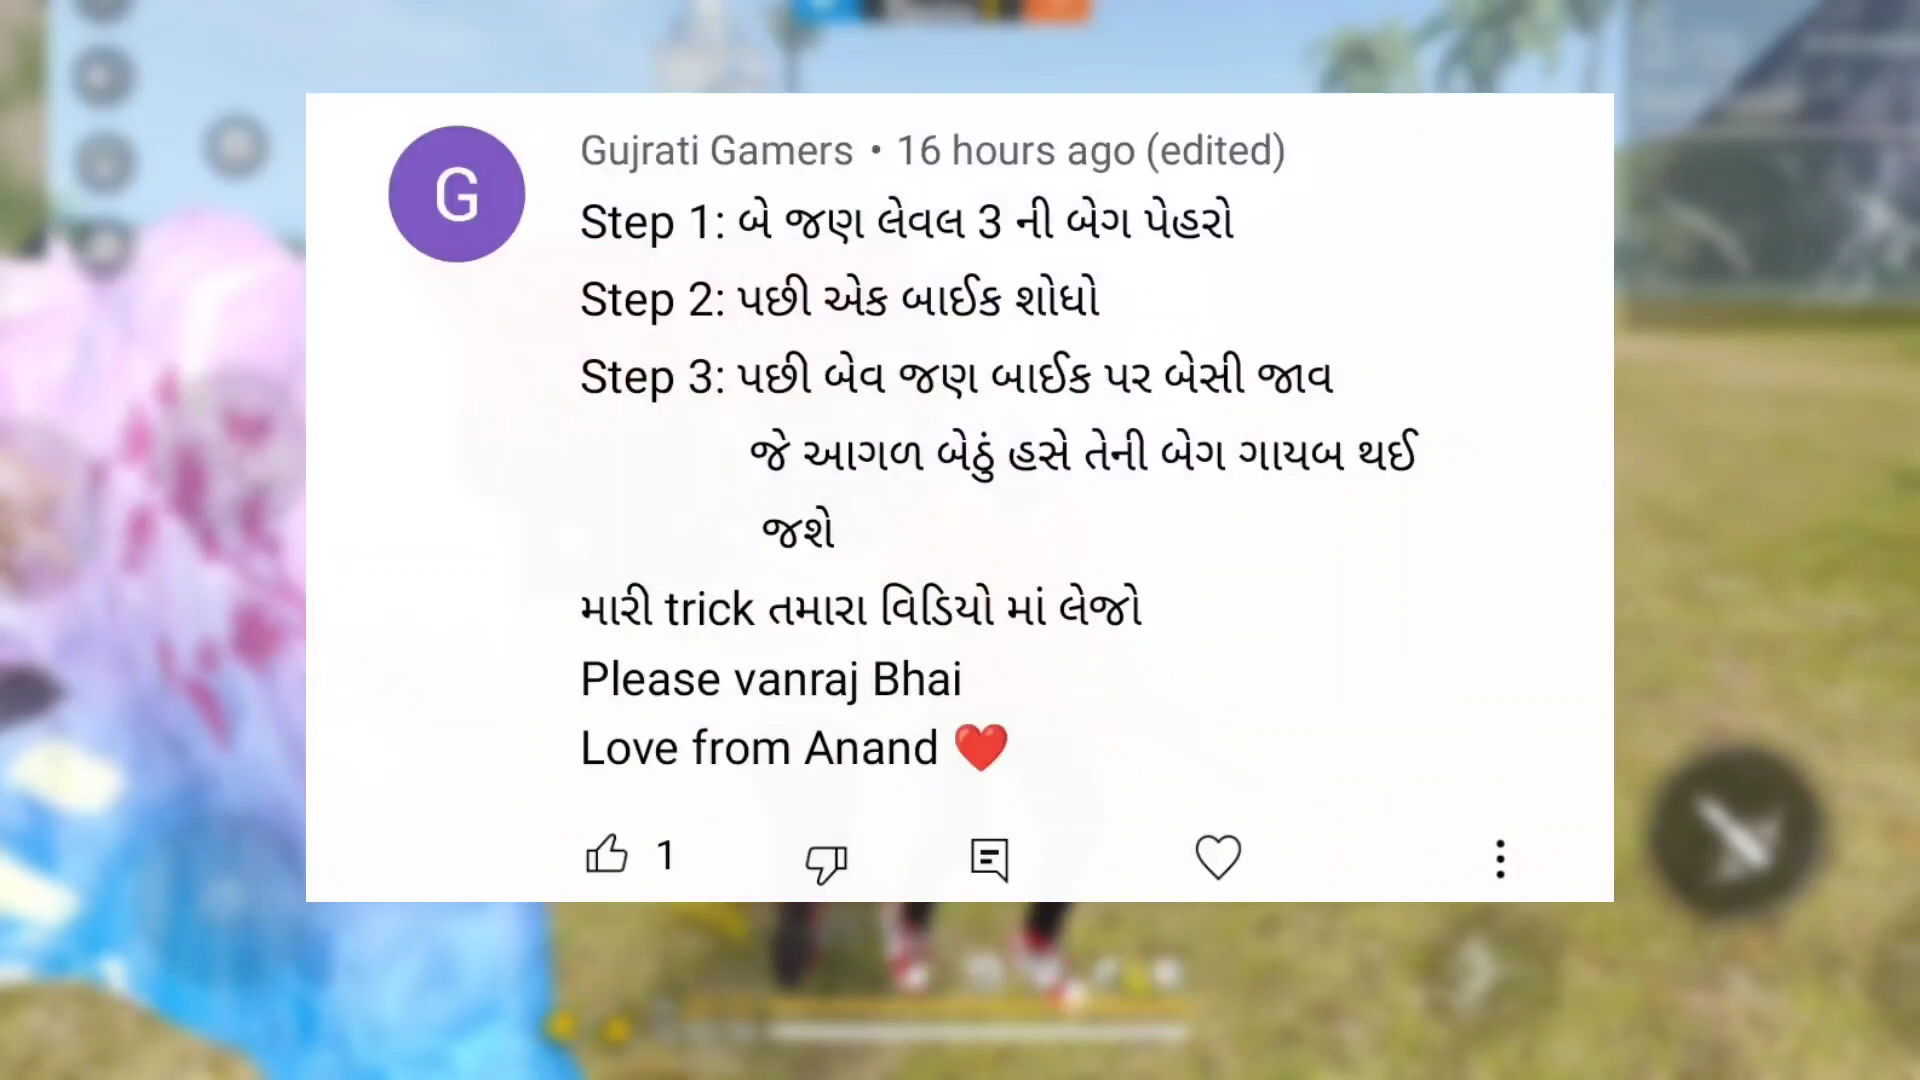 G
Gujrati Gamers • 16 hours ago (edited)
Step 1: બે જણ લેવલ 3 ની બેગ પેહરો
Step 2: પછી એક બાઈક શોધો
Step 3: પછી બેવ જણ બાઈક પર બેસી જાવ
જે આગળ બેઠું હસે તેની બેગ ગાયબ થઈ
જશે
મારી trick તમારા વિડિયો માં લેજો
Please vanraj Bhai
Love from Anand ❤️
1